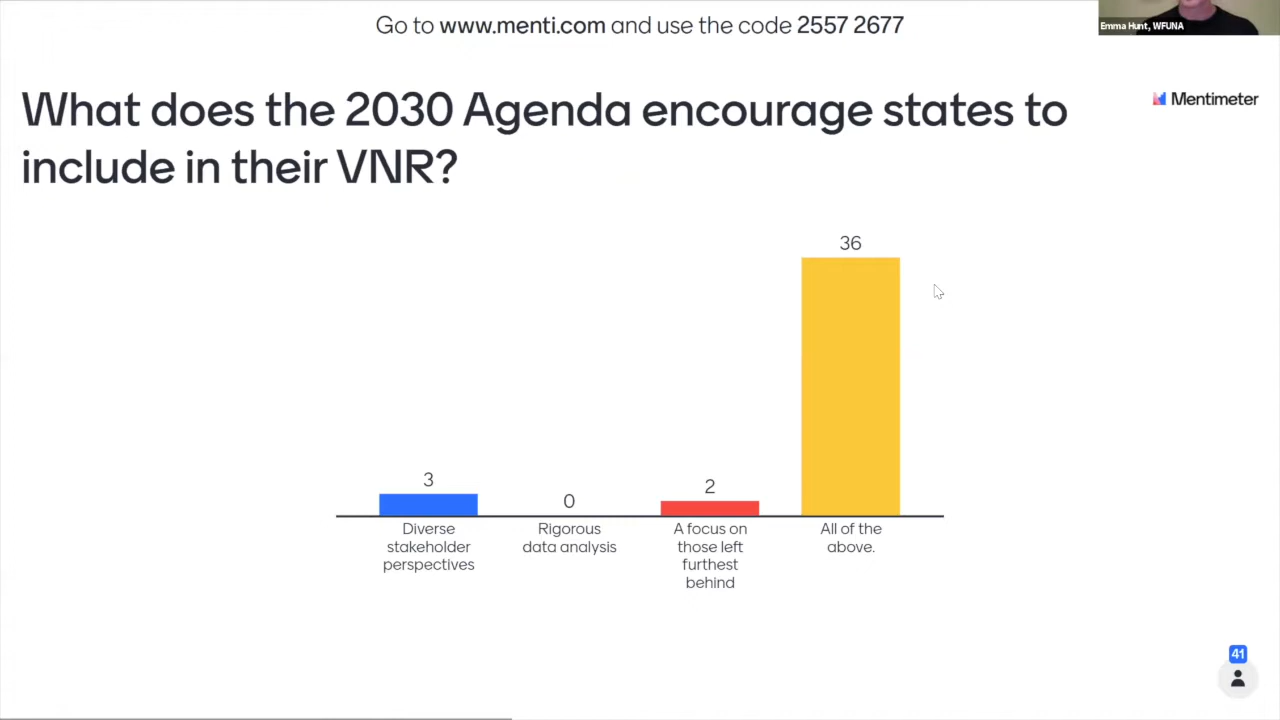 Go to www.menti.com and use the code 2557 2677
Emma Hunt, WFUNA
What does the 2030 Agenda encourage states to
include in their VNR?
Mentimeter
36
3
0
2
Diverse
stakeholder
perspectives
Rigorous
data analysis
A focus on
those left
furthest
behind
All of the
above.
41